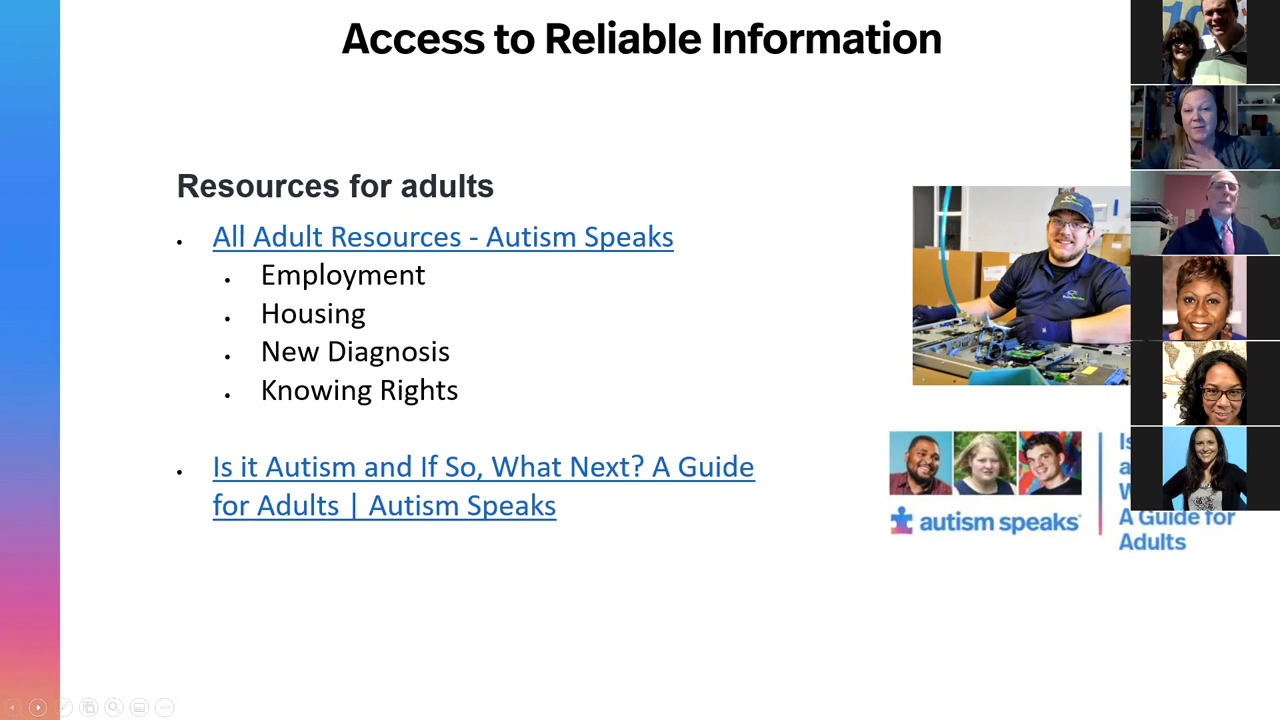 Access to Reliable Information
Resources for adults
All Adult Resources - Autism Speaks
Employment
Housing
New Diagnosis
Knowing Rights
Is it Autism and If So, What Next? A Guide
for Adults | Autism Speaks
autism speaks
A Guide for
Adults